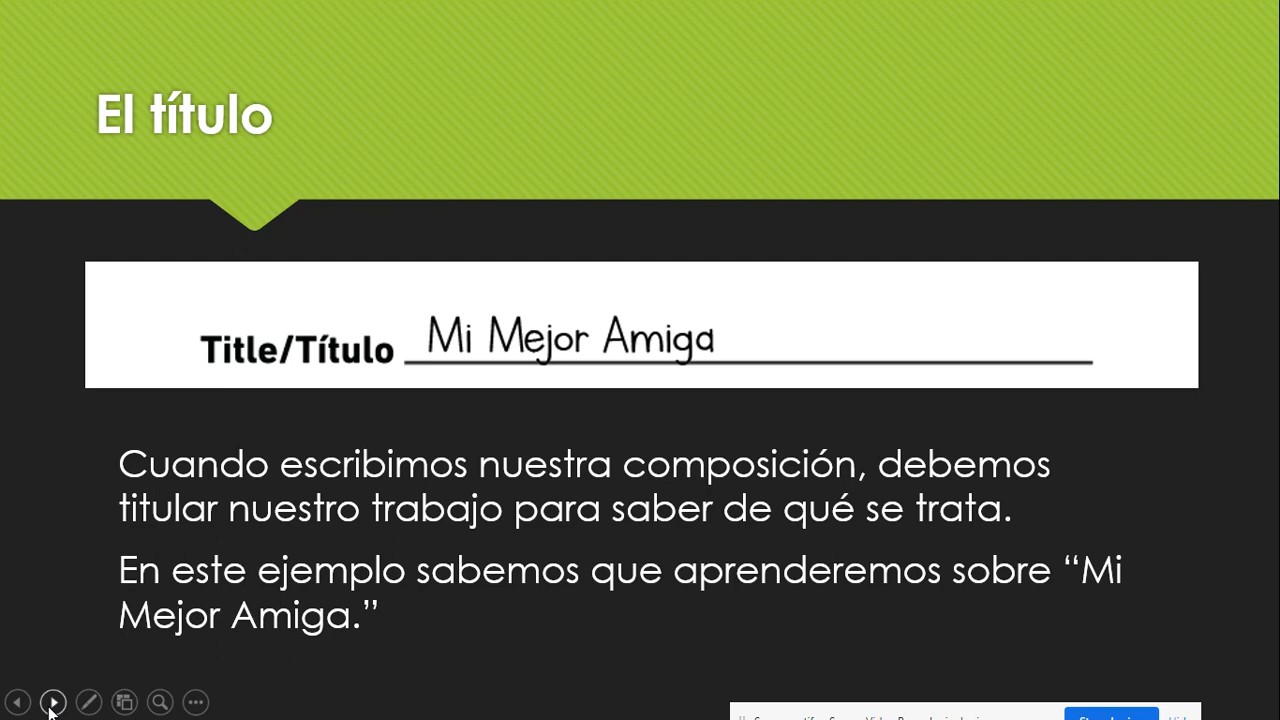 El título
Title/Título Mi Mejor Amiga
Cuando escribimos nuestra composición, debemos
titular nuestro trabajo para saber de qué se trata.
En este ejemplo sabemos que aprenderemos sobre “Mi
Mejor Amiga.”